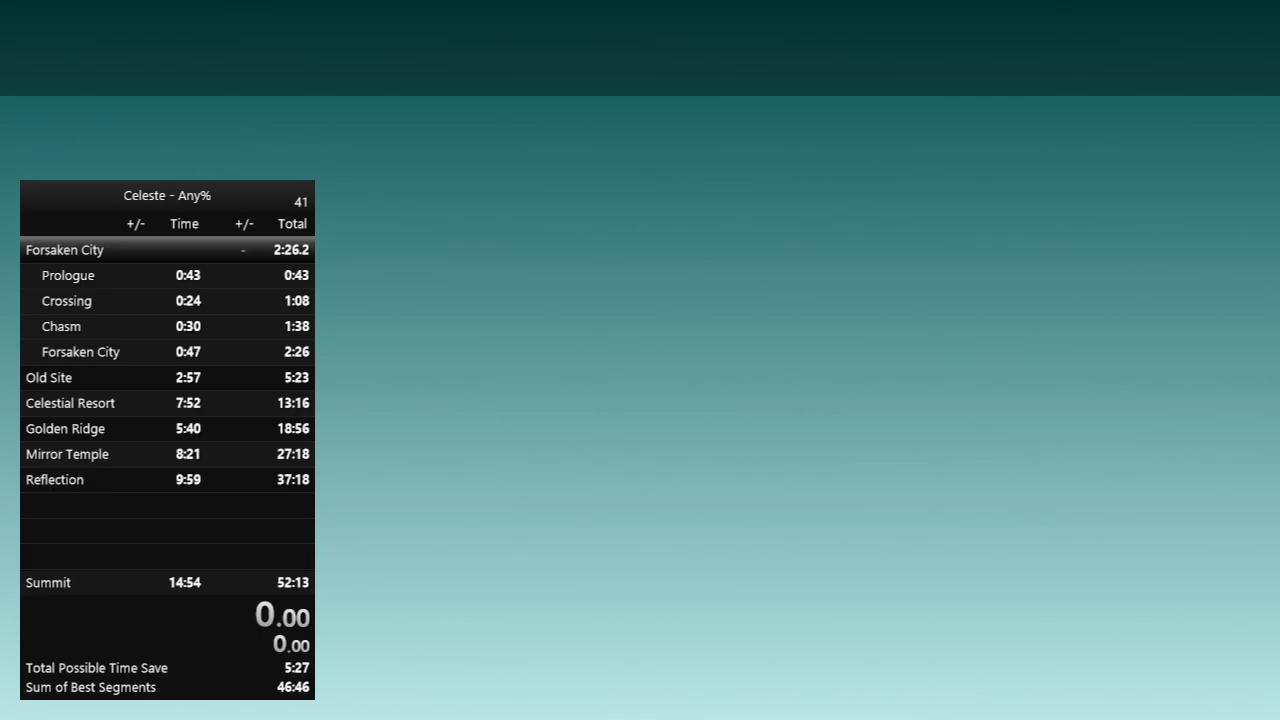 Celeste - Any%
41
+/- Time +/- Total
Forsaken City - 2:26.2
Prologue 0:43 0:43
Crossing 0:24 1:08
Chasm 0:30 1:38
Forsaken City 0:47 2:26
Old Site 2:57 5:23
Celestial Resort 7:52 13:16
Golden Ridge 5:40 18:56
Mirror Temple 8:21 27:18
Reflection 9:59 37:18
Summit 14:54 52:13
0.00
0.00
Total Possible Time Save 5:27
Sum of Best Segments 46:46